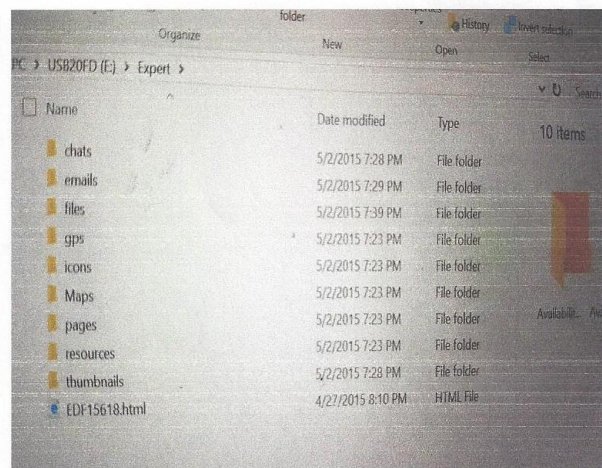 folder
History
Invert selection
Organize
New
Open
Select
PC > USB20FD (E:) > Expert >
Search
Name
Date modified
Type
10 items
chats 5/2/2015 7:28 PM File folder
emails 5/2/2015 7:29 PM File folder
files 5/2/2015 7:39 PM File folder
gps 5/2/2015 7:23 PM File folder
icons 5/2/2015 7:23 PM File folder
Maps 5/2/2015 7:23 PM File folder
pages 5/2/2015 7:23 PM File folder
resources 5/2/2015 7:23 PM File folder
thumbnails 5/2/2015 7:28 PM File folder
EDF15618.html 4/27/2015 8:10 PM HTML File
Availabilit...